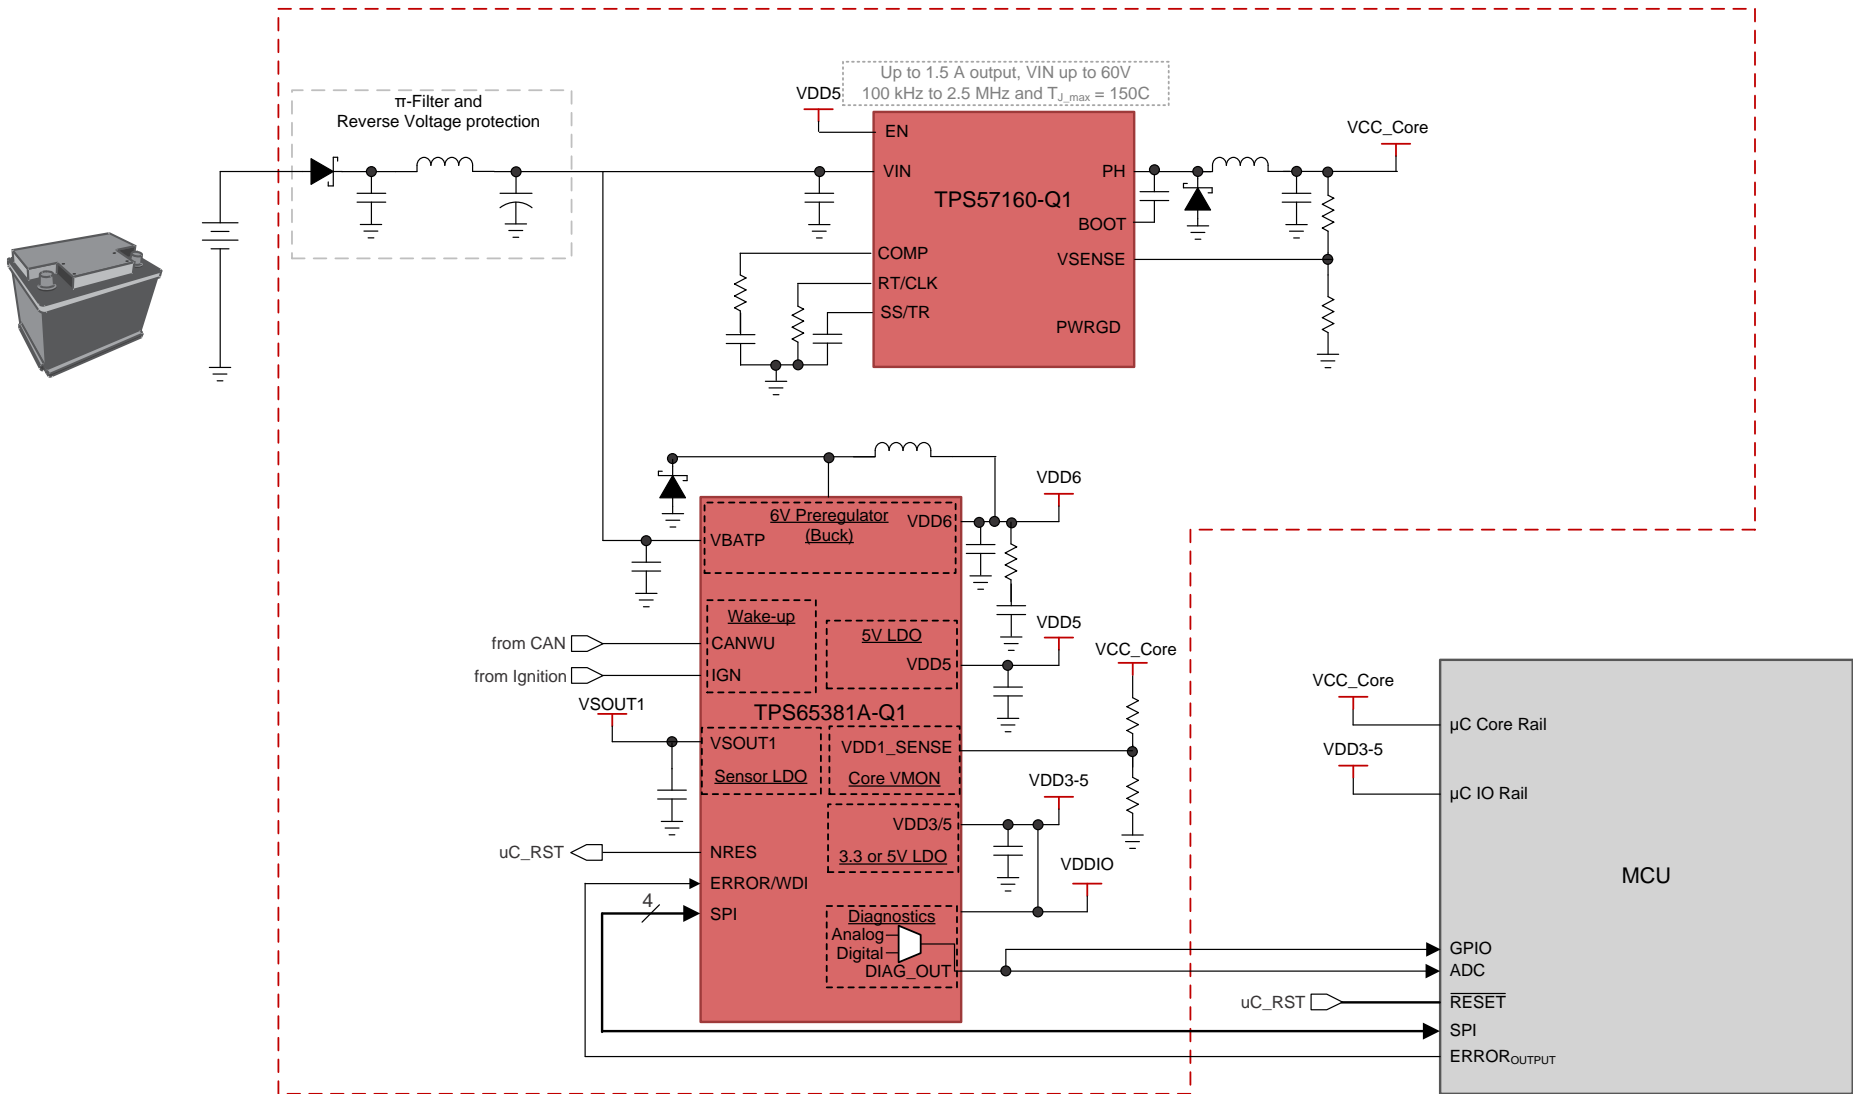 Up to 1.5 A output, VIN up to 60V
100 kHz to 2.5 MHz and TJ_max = 150C
π-Filter and
Reverse Voltage protection
VDD5
EN
VIN
TPS57160-Q1
PH
BOOT
COMP
VSENSE
RT/CLK
SS/TR
PWRGD
VCC_Core
6V Preregulator
(Buck)
VDD6
VBATP
VDD6
Wake-up
from CAN
CANWU
from Ignition
IGN
5V LDO
VDD5
VDD5
VCC_Core
VSOUT1
TPS65381A-Q1
VSOUT1
Sensor LDO
VDD1_SENSE
Core VMON
VDD3-5
VDD3/5
3.3 or 5V LDO
uC_RST
NRES
VDDIO
ERROR/WDI
4
SPI
Diagnostics
Analog
Digital
DIAG_OUT
VCC_Core
µC Core Rail
VDD3-5
µC IO Rail
MCU
GPIO
ADC
uC_RST
RESET
SPI
ERROROUTPUT